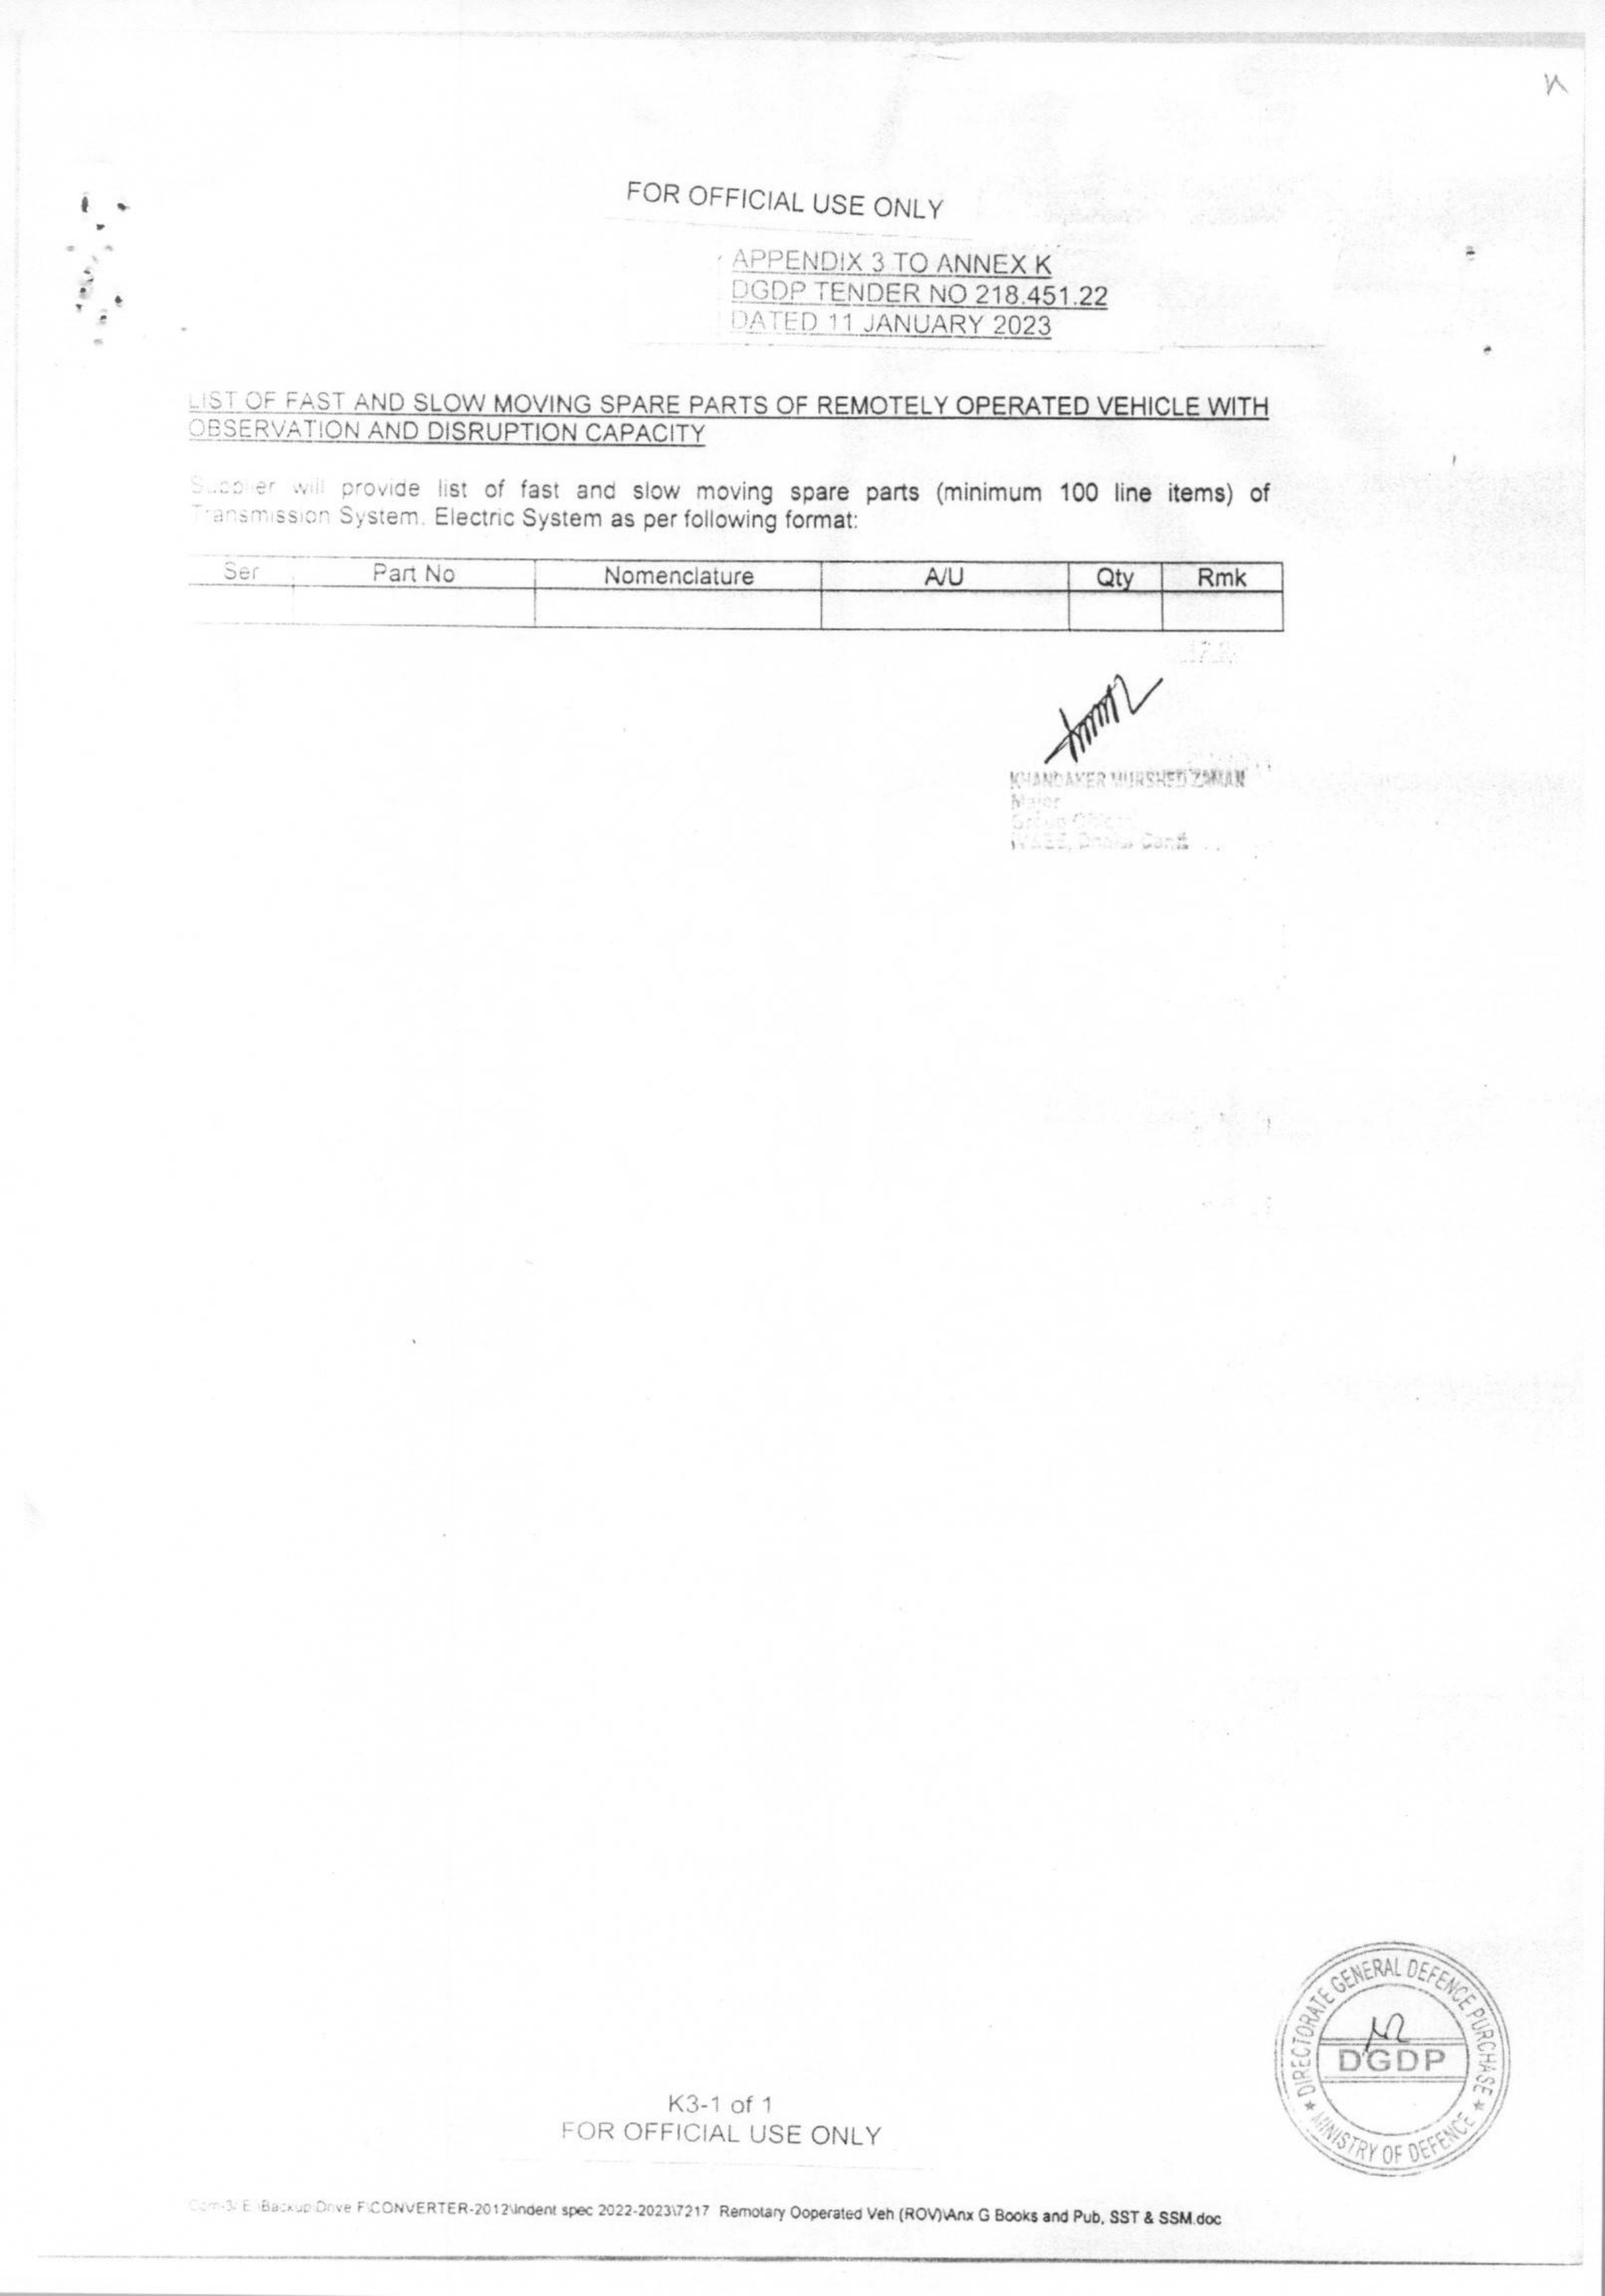 FOR OFFICIAL USE ONLY
APPENDIX 3 TO ANNEX K
DGDP TENDER NO 218.451.22
DATED 11 JANUARY 2023
LIST OF FAST AND SLOW MOVING SPARE PARTS OF REMOTELY OPERATED VEHICLE WITH
OBSERVATION AND DISRUPTION CAPACITY
Supplier will provide list of fast and slow moving spare parts (minimum 100 line items) of
Transmission System. Electric System as per following format:
Ser Part No Nomenclature A/U Qty Rmk
KHANDAKER MURSHED ZAMAN
Major
Dhaka Cantt
DIRECTORATE GENERAL DEFENCE PURCHASE
DGDP
MINISTRY OF DEFENCE
K3-1 of 1
FOR OFFICIAL USE ONLY
Com-3/ E:\Backup Drive F\CONVERTER-2012\Indent spec 2022-2023\7217 Remotary Ooperated Veh (ROV)\Anx G Books and Pub, SST & SSM.doc